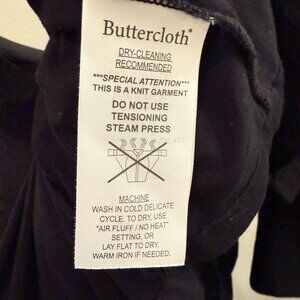 Buttercloth®
DRY-CLEANING
RECOMMENDED
***SPECIAL ATTENTION***
THIS IS A KNIT GARMENT
DO NOT USE
TENSIONING
STEAM PRESS
MACHINE
WASH IN COLD DELICATE
CYCLE. TO DRY, USE
"AIR FLUFF / NO HEAT"
SETTING, OR
LAY FLAT TO DRY.
WARM IRON IF NEEDED.